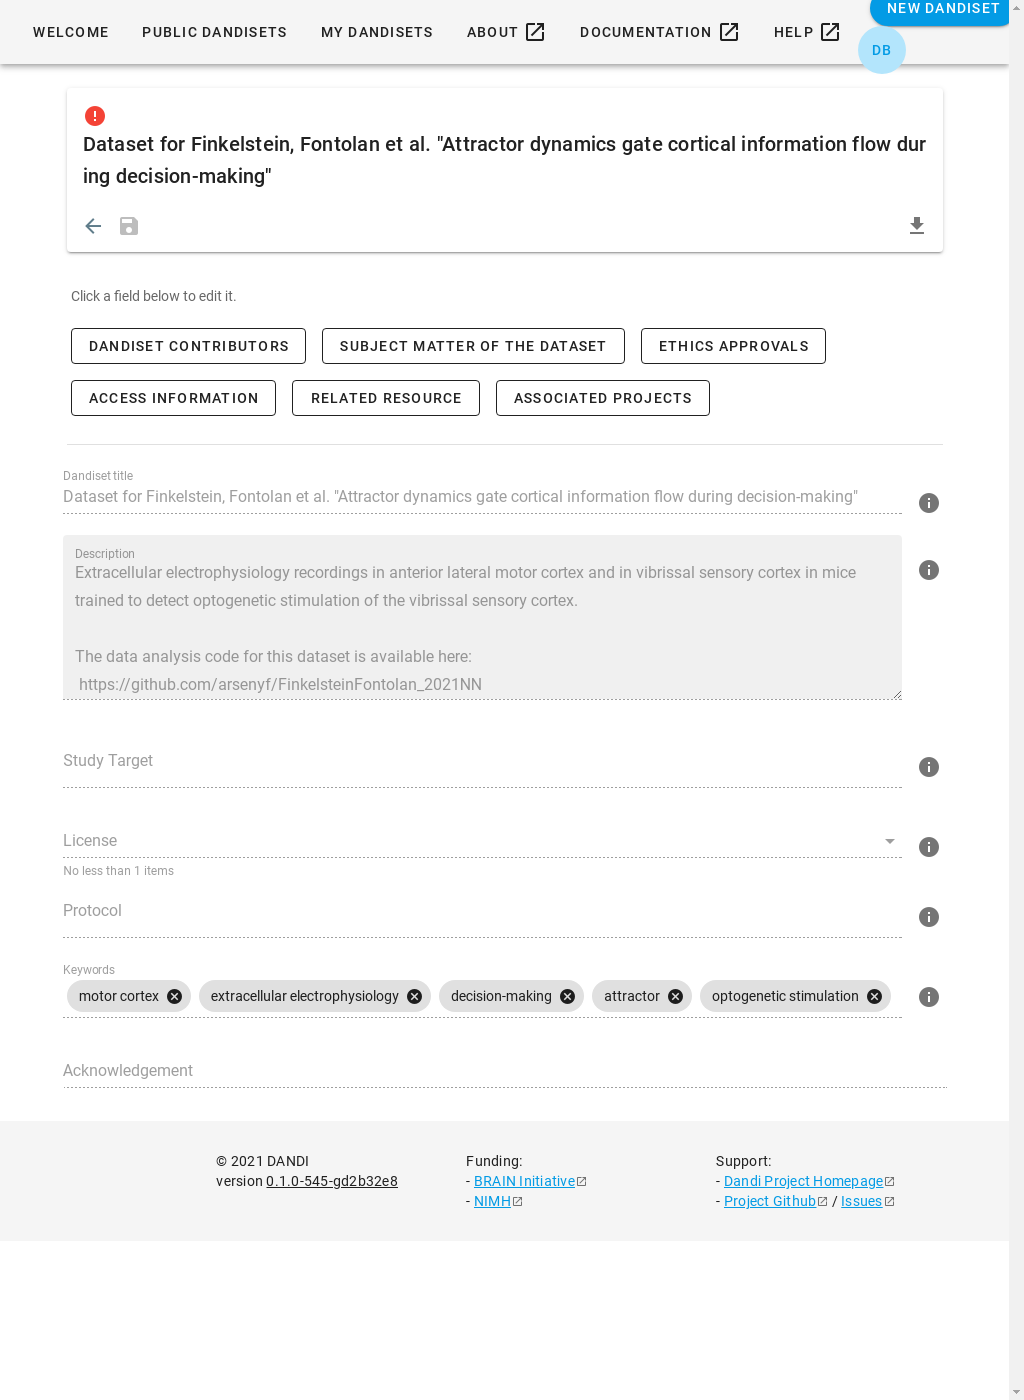 WELCOME PUBLIC DANDISETS MY DANDISETS ABOUT DOCUMENTATION HELP NEW DANDISET
DB
Dataset for Finkelstein, Fontolan et al. "Attractor dynamics gate cortical information flow dur
ing decision-making"
Click a field below to edit it.
DANDISET CONTRIBUTORS SUBJECT MATTER OF THE DATASET ETHICS APPROVALS
ACCESS INFORMATION RELATED RESOURCE ASSOCIATED PROJECTS
Dandiset title
Dataset for Finkelstein, Fontolan et al. "Attractor dynamics gate cortical information flow during decision-making"
Description
Extracellular electrophysiology recordings in anterior lateral motor cortex and in vibrissal sensory cortex in mice
trained to detect optogenetic stimulation of the vibrissal sensory cortex.
The data analysis code for this dataset is available here:
https://github.com/arsenyf/FinkelsteinFontolan_2021NN
Study Target
License
No less than 1 items
Protocol
Keywords
motor cortex extracellular electrophysiology decision-making attractor optogenetic stimulation
Acknowledgement
© 2021 DANDI
version 0.1.0-545-gd2b32e8
Funding:
- BRAIN Initiative
- NIMH
Support:
- Dandi Project Homepage
- Project Github / Issues